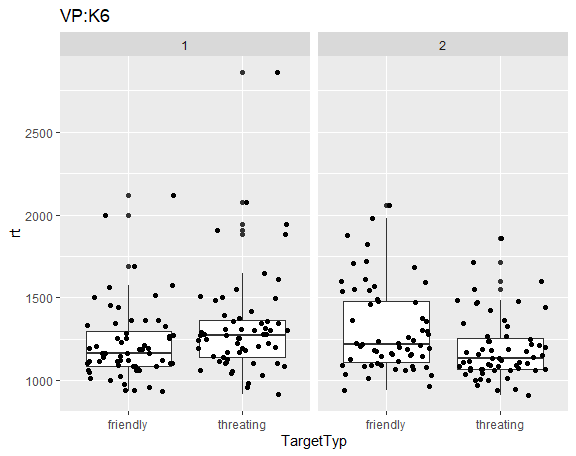 VP:K6
1 2
2500
2000
1500
1000
rt
friendly threating friendly threating
TargetTyp